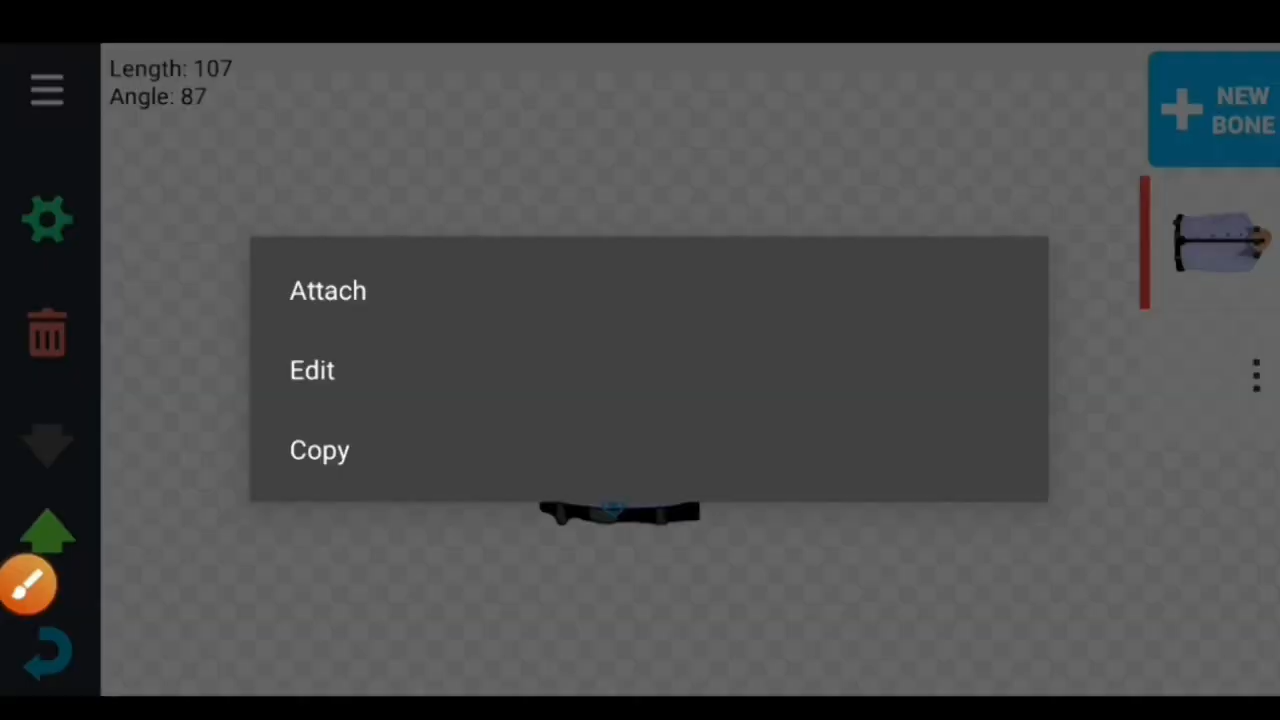 Length: 107
Angle: 87
NEW
BONE
Attach
Edit
Copy